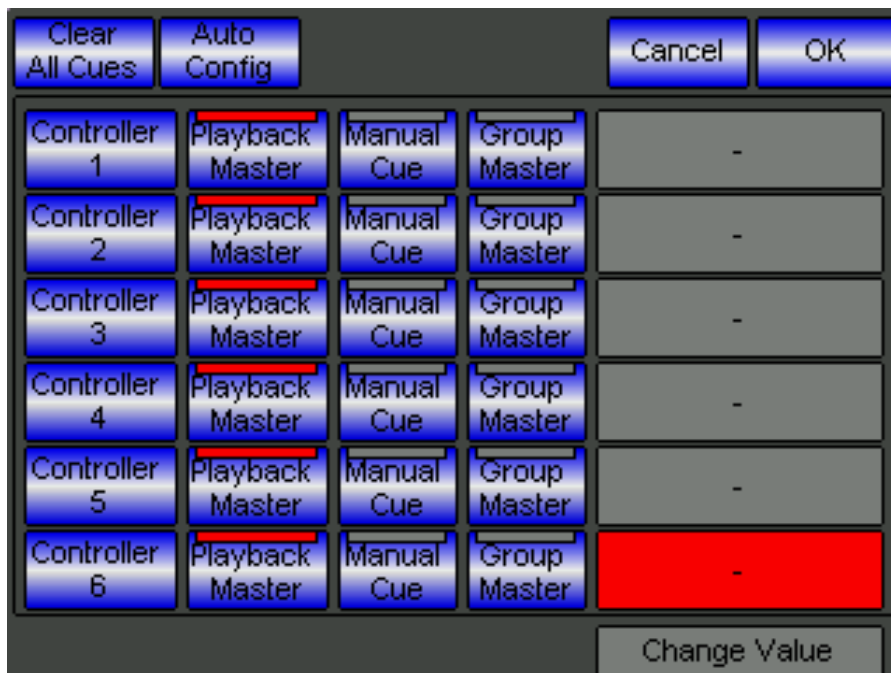 Clear
All Cues
Auto
Config
Cancel
OK
Controller
1
Playback
Master
Manual
Cue
Group
Master
-
Controller
2
Playback
Master
Manual
Cue
Group
Master
-
Controller
3
Playback
Master
Manual
Cue
Group
Master
-
Controller
4
Playback
Master
Manual
Cue
Group
Master
-
Controller
5
Playback
Master
Manual
Cue
Group
Master
-
Controller
6
Playback
Master
Manual
Cue
Group
Master
-
Change Value